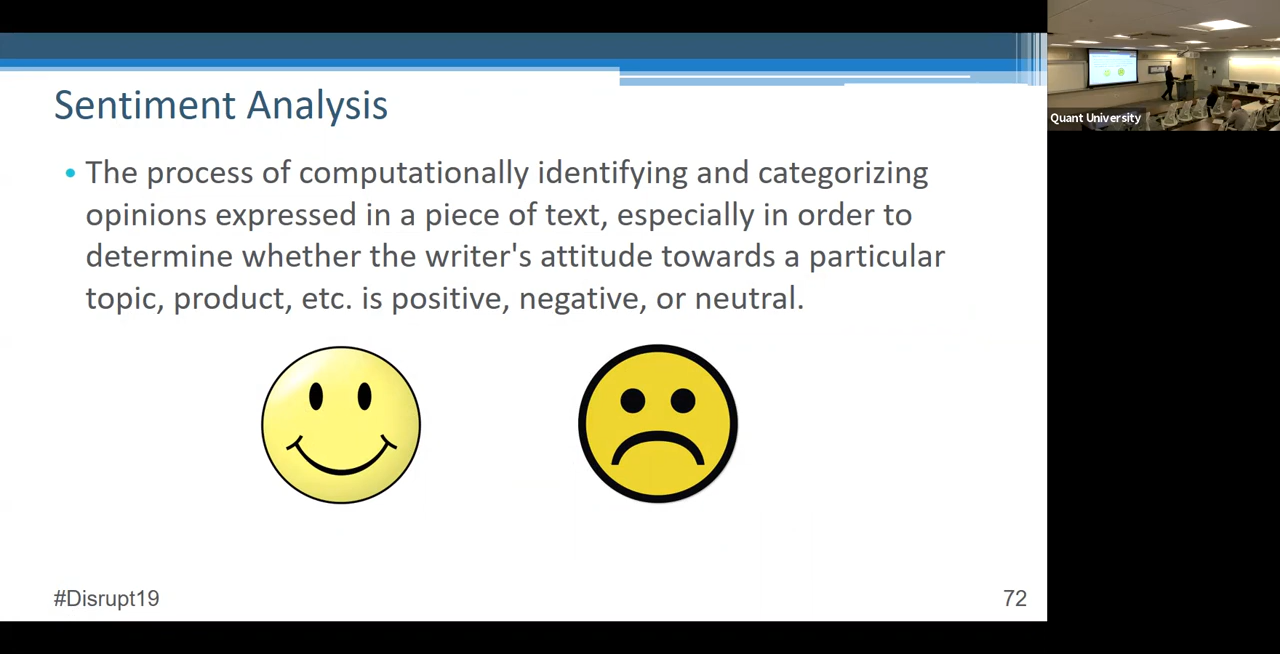 Sentiment Analysis
• The process of computationally identifying and categorizing
opinions expressed in a piece of text, especially in order to
determine whether the writer's attitude towards a particular
topic, product, etc. is positive, negative, or neutral.
#Disrupt19
72
Quant University